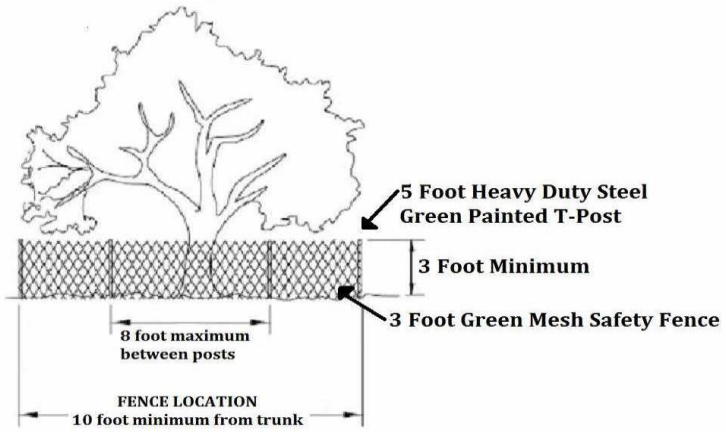 5 Foot Heavy Duty Steel
Green Painted T-Post
3 Foot Minimum
3 Foot Green Mesh Safety Fence
8 foot maximum
between posts
FENCE LOCATION
10 foot minimum from trunk